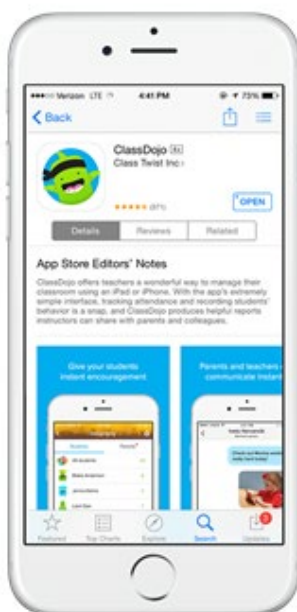 Verizon LTE 4:41 PM 73%
Back
ClassDojo 4+
Class Twist Inc
(971)
OPEN
Details Reviews Related
App Store Editors' Notes
ClassDojo offers teachers a wonderful way to manage their
classroom using an iPad or iPhone. With the app's extremely
simple interface, tracking attendance and recording students'
behavior is a snap, and ClassDojo produces helpful reports
instructors can share with parents and colleagues.
Give your students Parents and teachers
instant encouragement communicate instant
Featured Top Charts Explore Search Updates